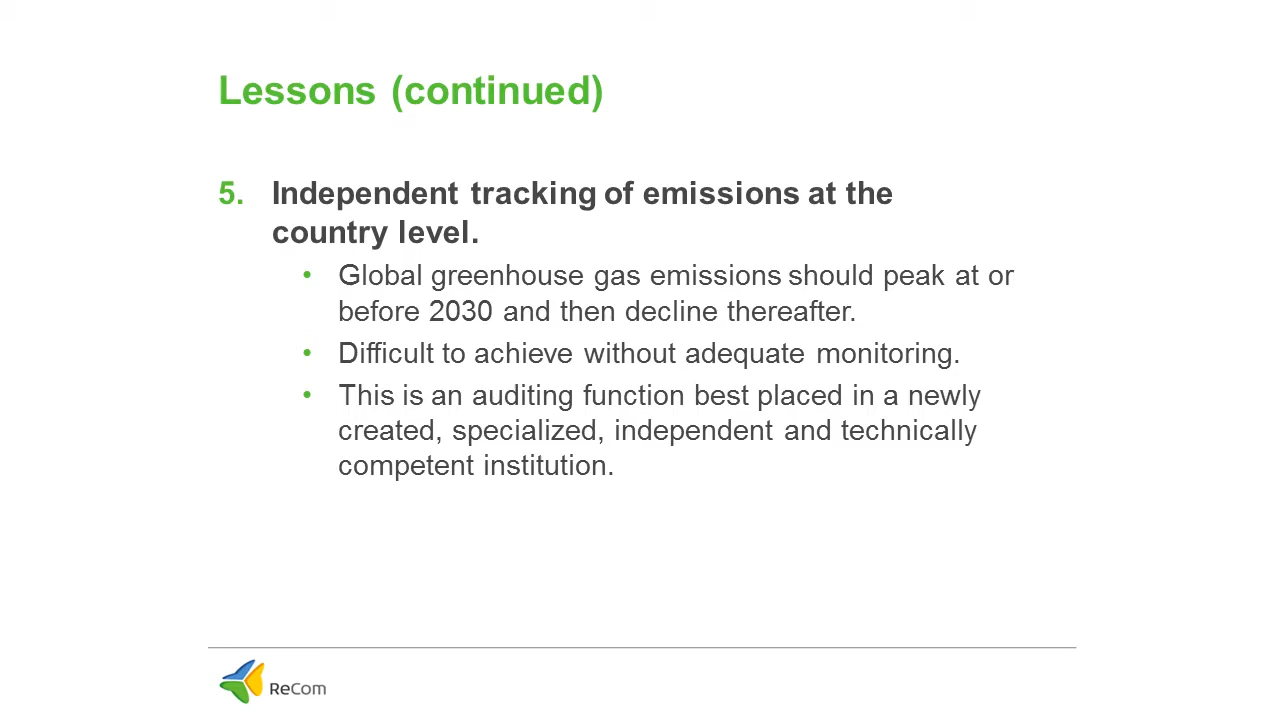 Lessons (continued)
5. Independent tracking of emissions at the
country level.
• Global greenhouse gas emissions should peak at or
before 2030 and then decline thereafter.
• Difficult to achieve without adequate monitoring.
• This is an auditing function best placed in a newly
created, specialized, independent and technically
competent institution.
ReCom